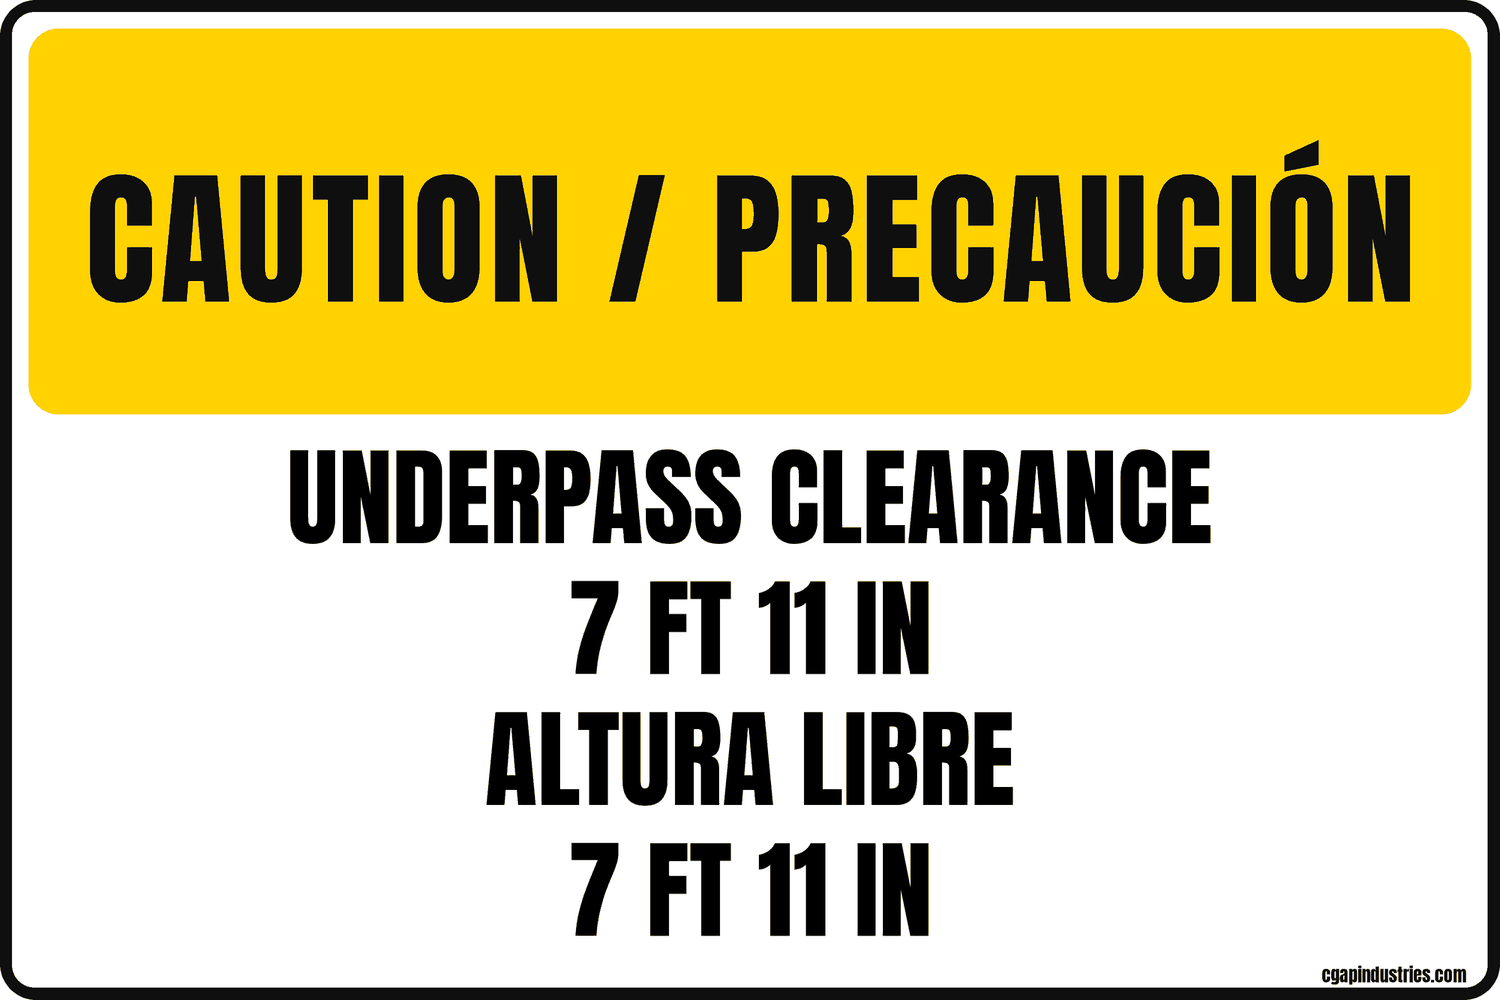 CAUTION / PRECAUCIÓN
UNDERPASS CLEARANCE
7 FT 11 IN
ALTURA LIBRE
7 FT 11 IN
cgapindustries.com